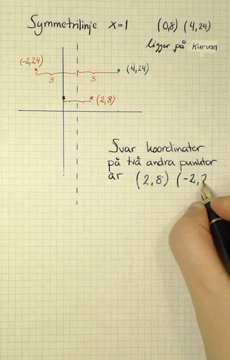 Symmetrilinje x=1 (0,8) (4,24)
ligger på kurvan
(-2,24)
(4,24)
3 3
(2,8)
Svar koordinater
på två andra punkter
är (2,8) (-2,2